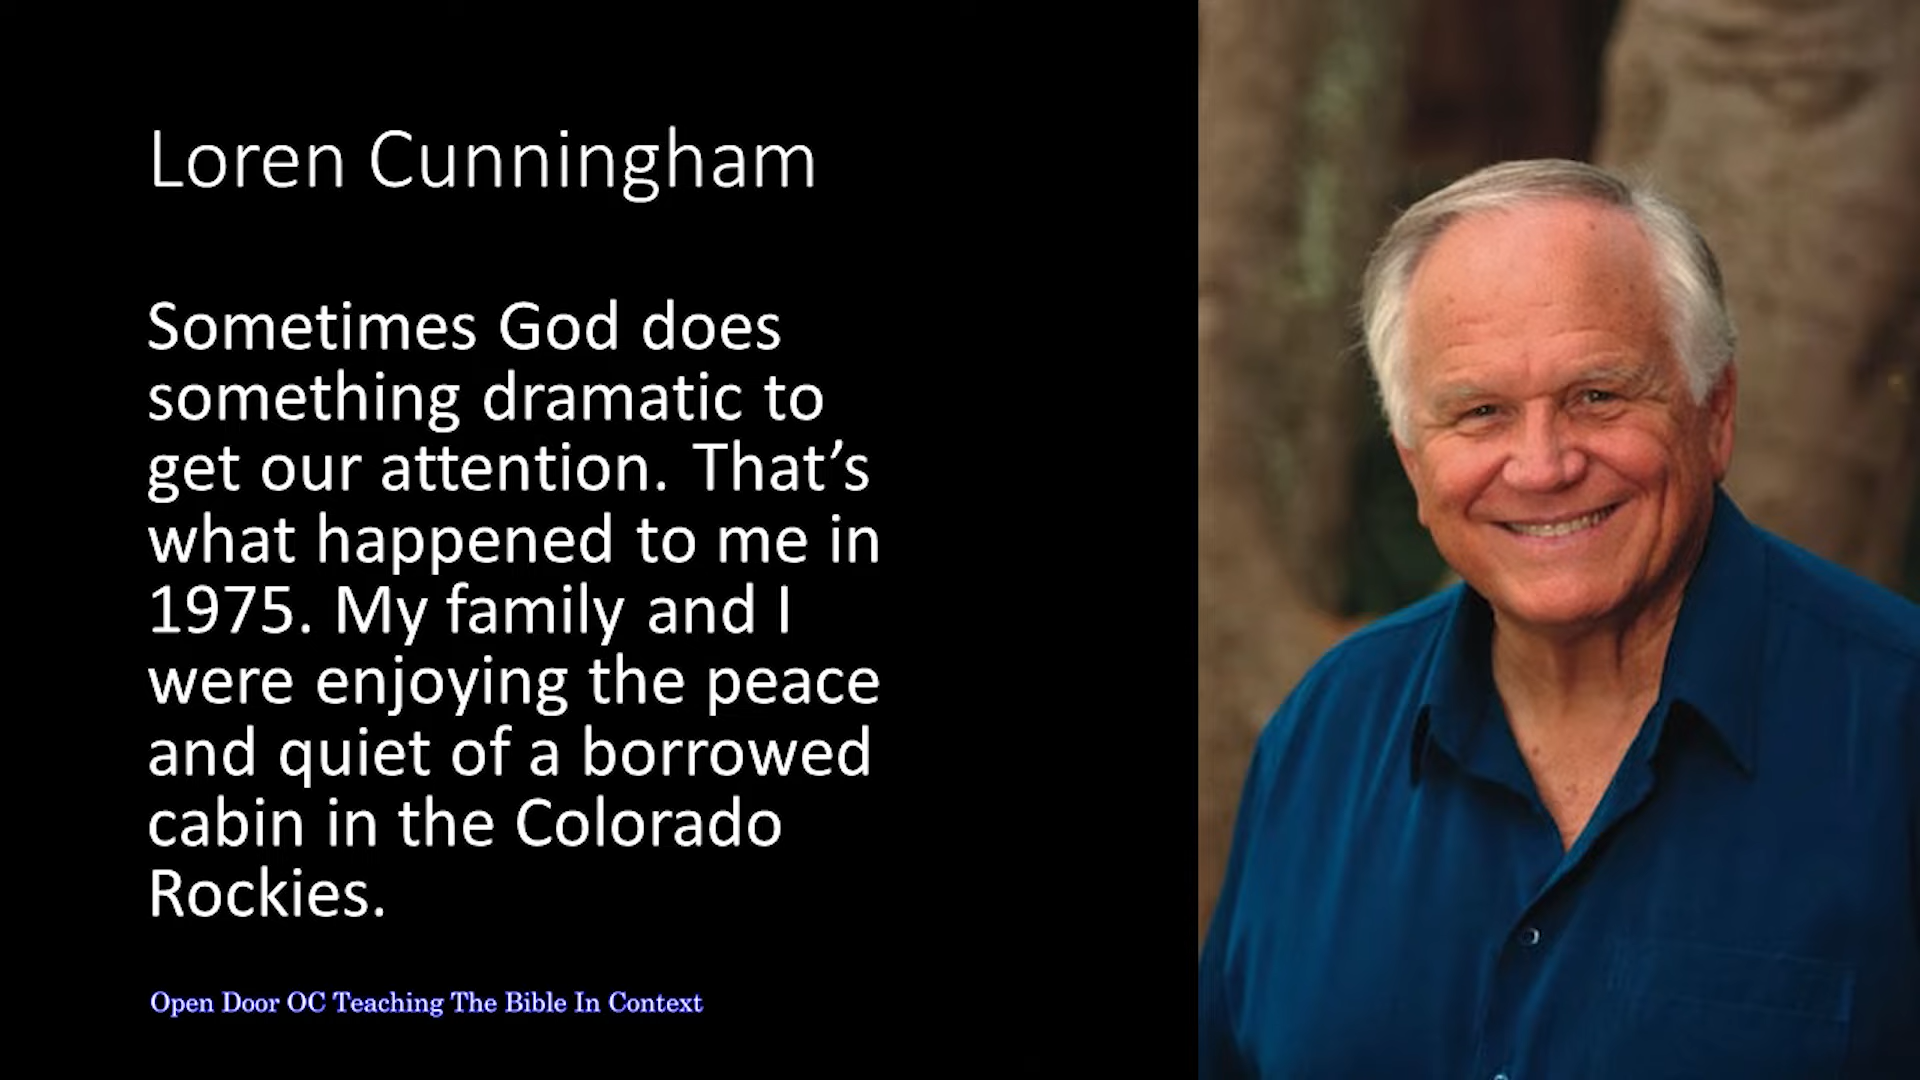 Loren Cunningham
Sometimes God does
something dramatic to
get our attention. That’s
what happened to me in
1975. My family and I
were enjoying the peace
and quiet of a borrowed
cabin in the Colorado
Rockies.
Open Door OC Teaching The Bible In Context